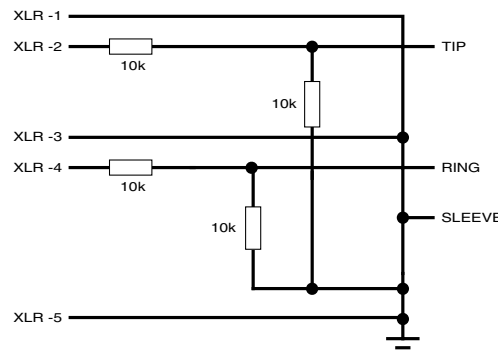 XLR -1
XLR -2
TIP
10k
10k
XLR -3
XLR -4
RING
10k
10k
SLEEVE
XLR -5